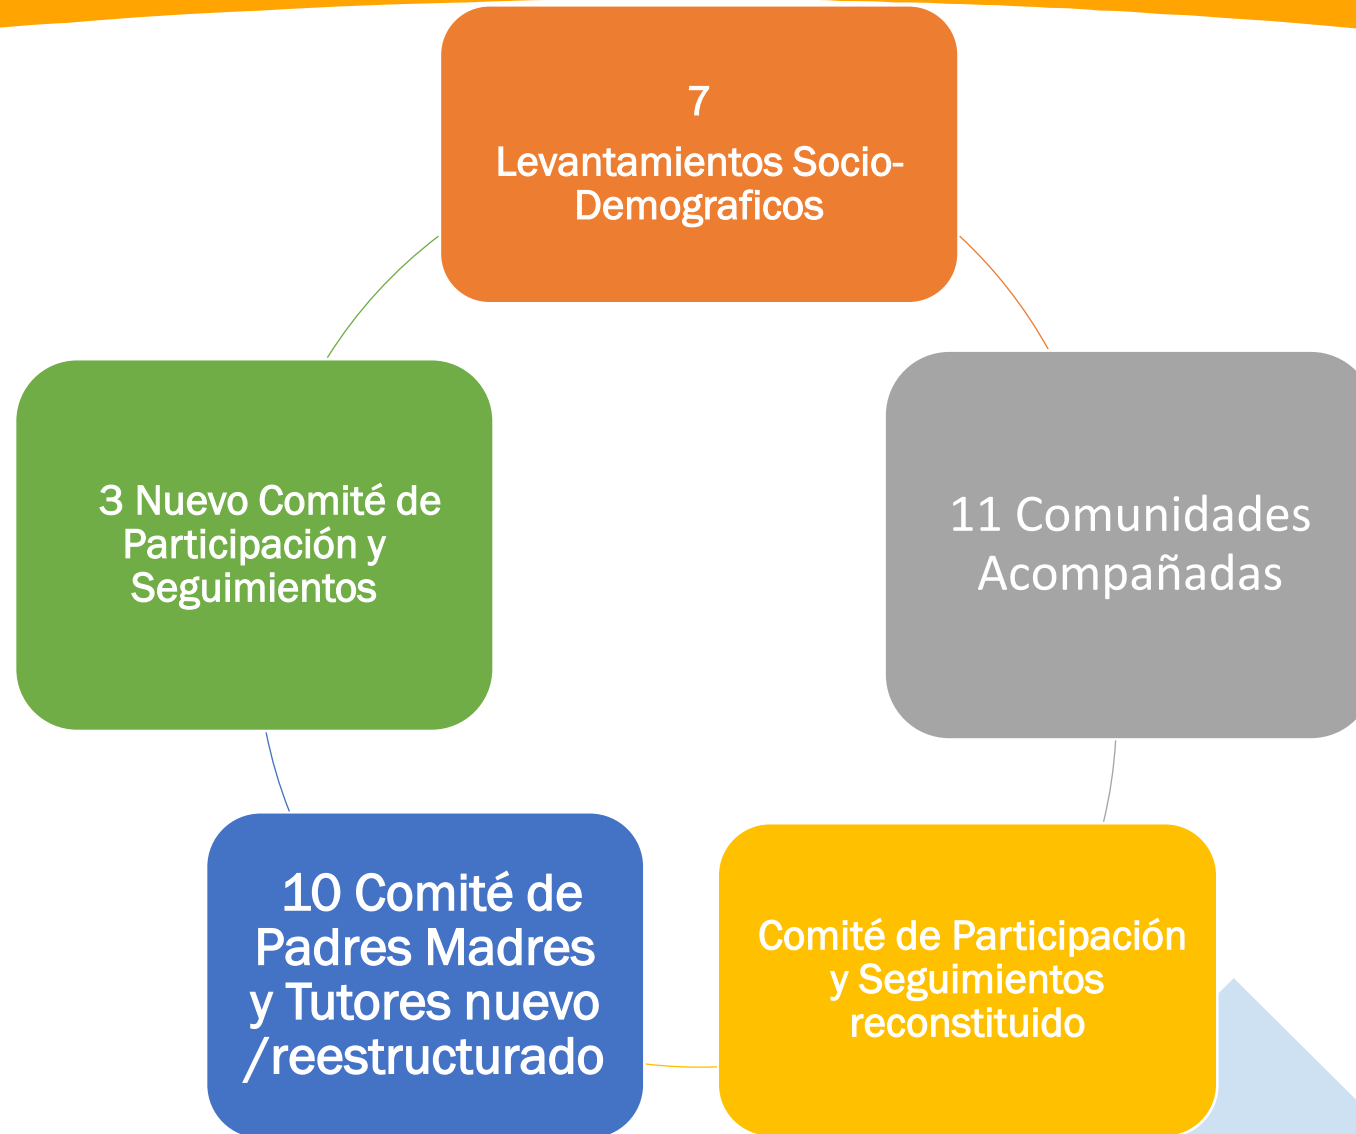 7
Levantamientos Socio-
Demograficos
11 Comunidades
Acompañadas
Comité de Participación
y Seguimientos
reconstituido
10 Comité de
Padres Madres
y Tutores nuevo
/reestructurado
3 Nuevo Comité de
Participación y
Seguimientos